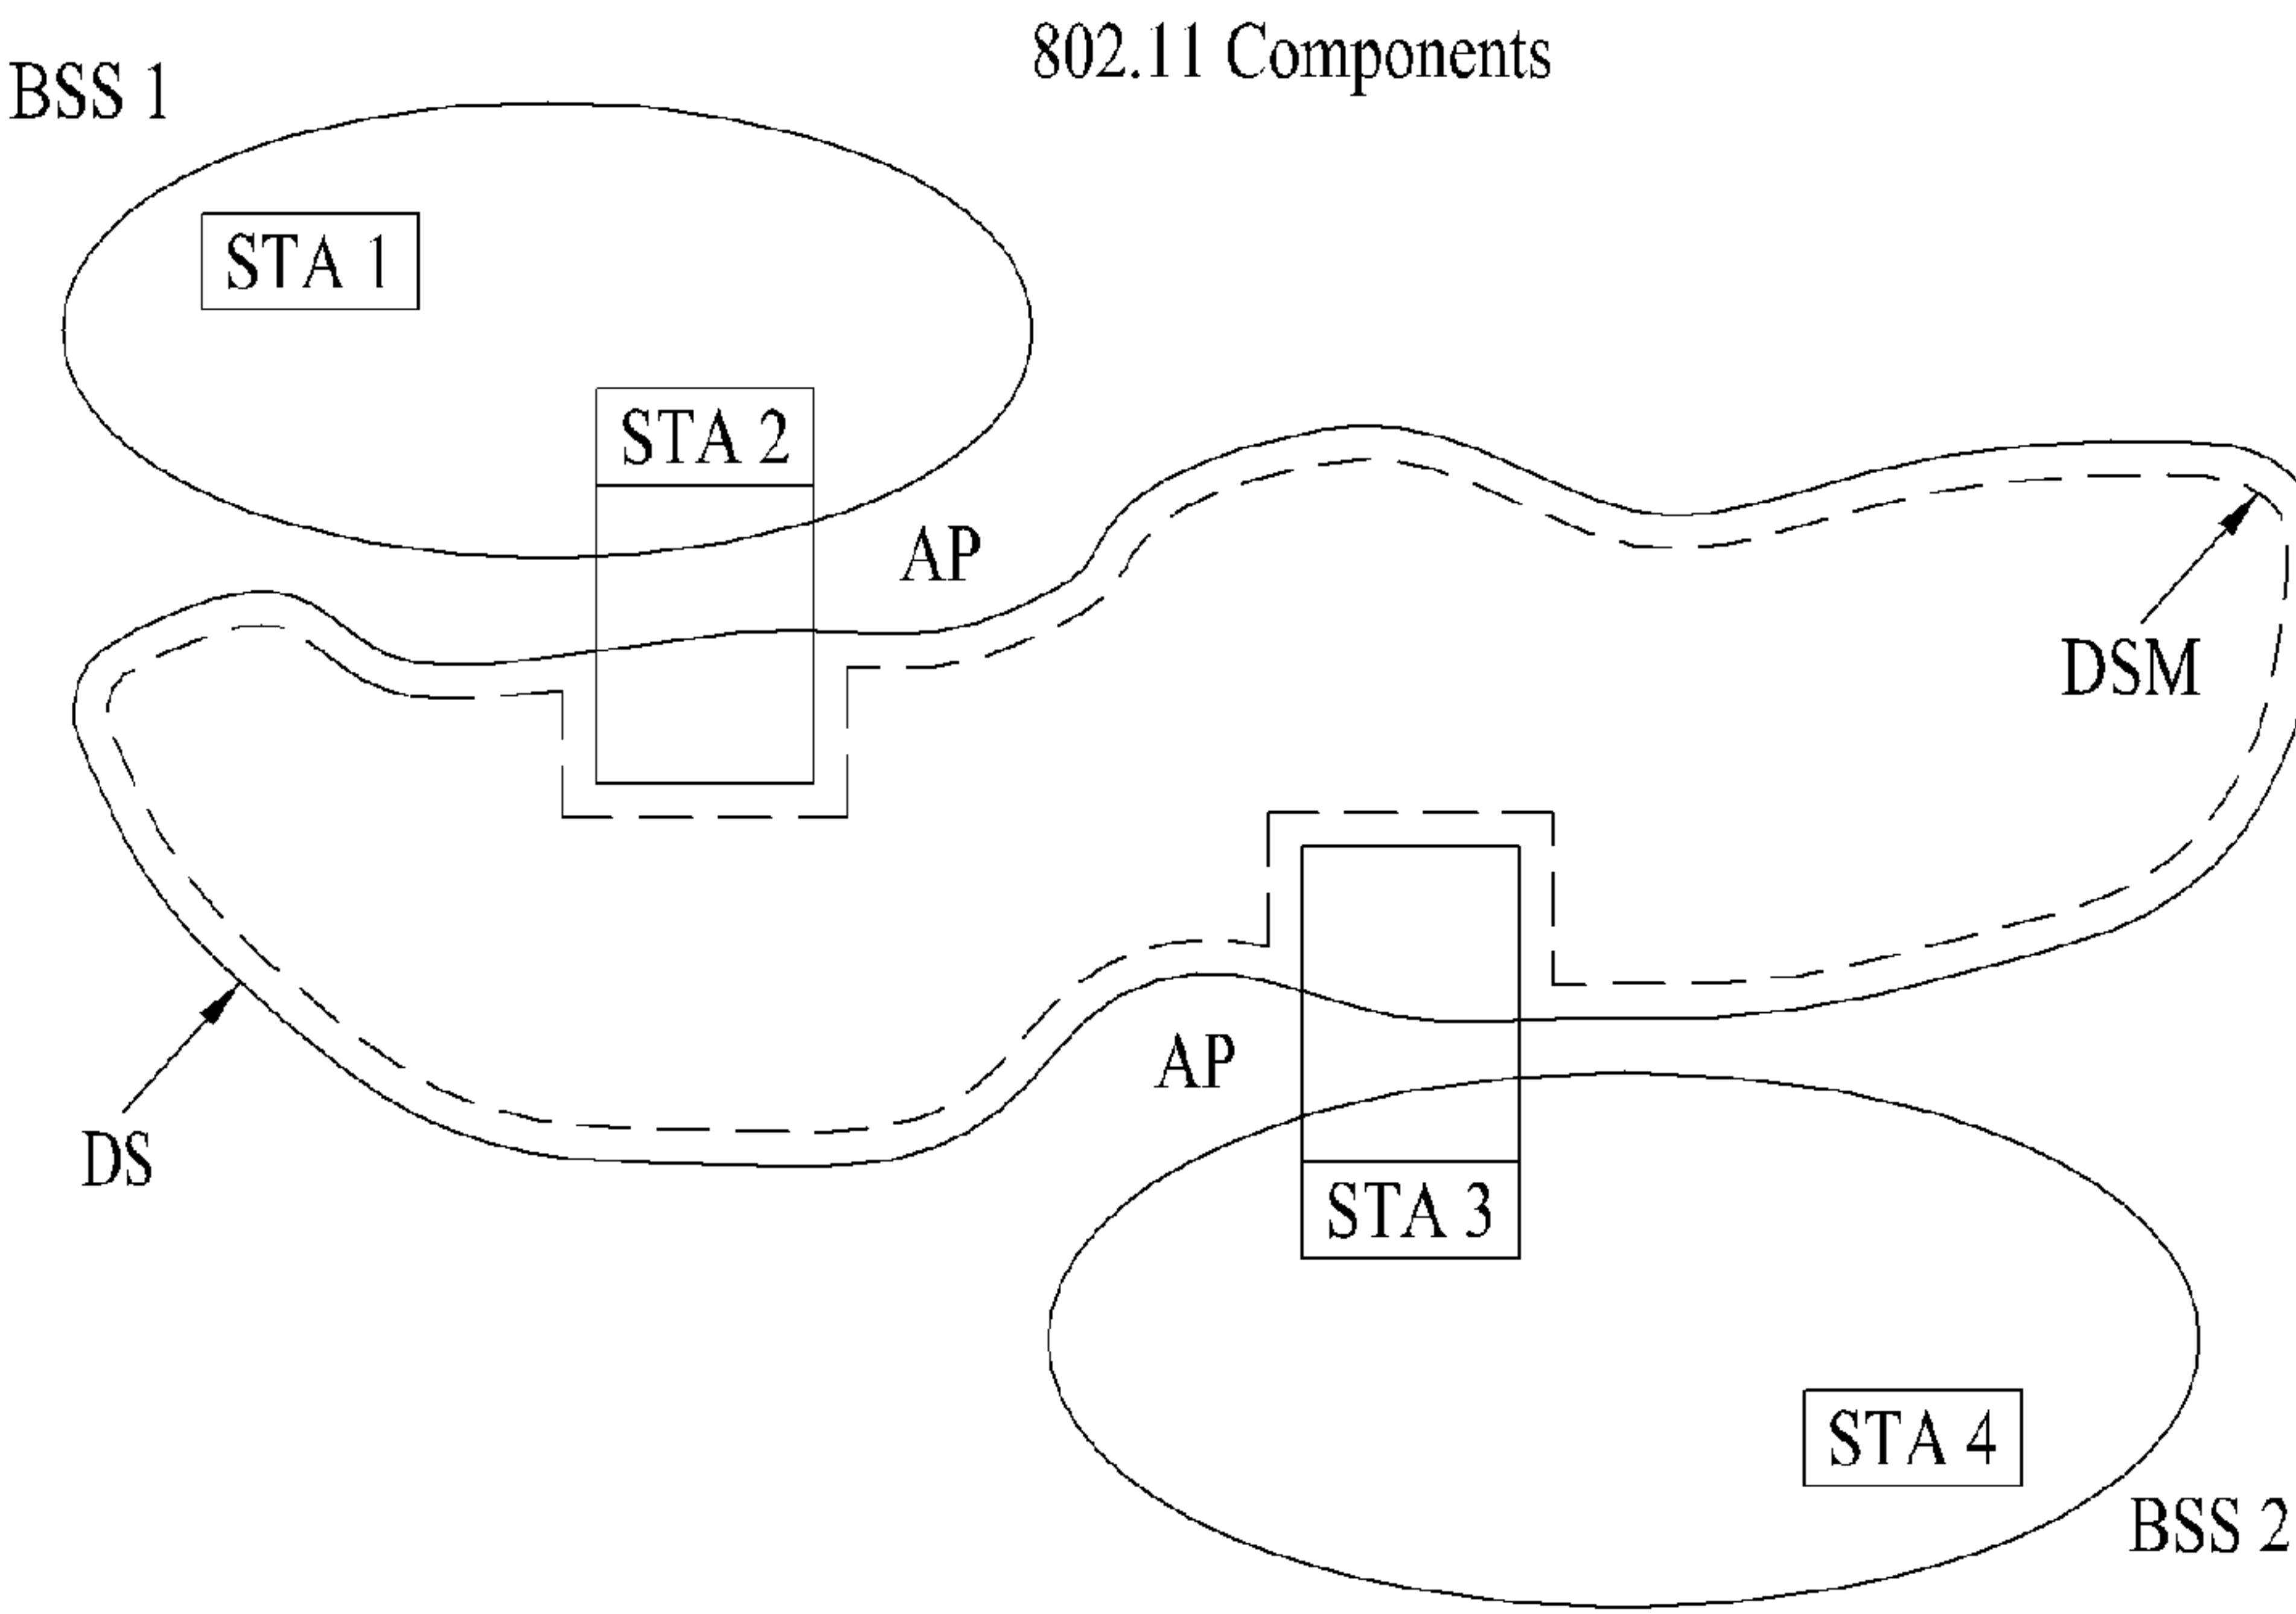 802.11 Components
BSS 1
STA 1
STA 2
AP
DSM
AP
DS
STA 3
STA 4
BSS 2